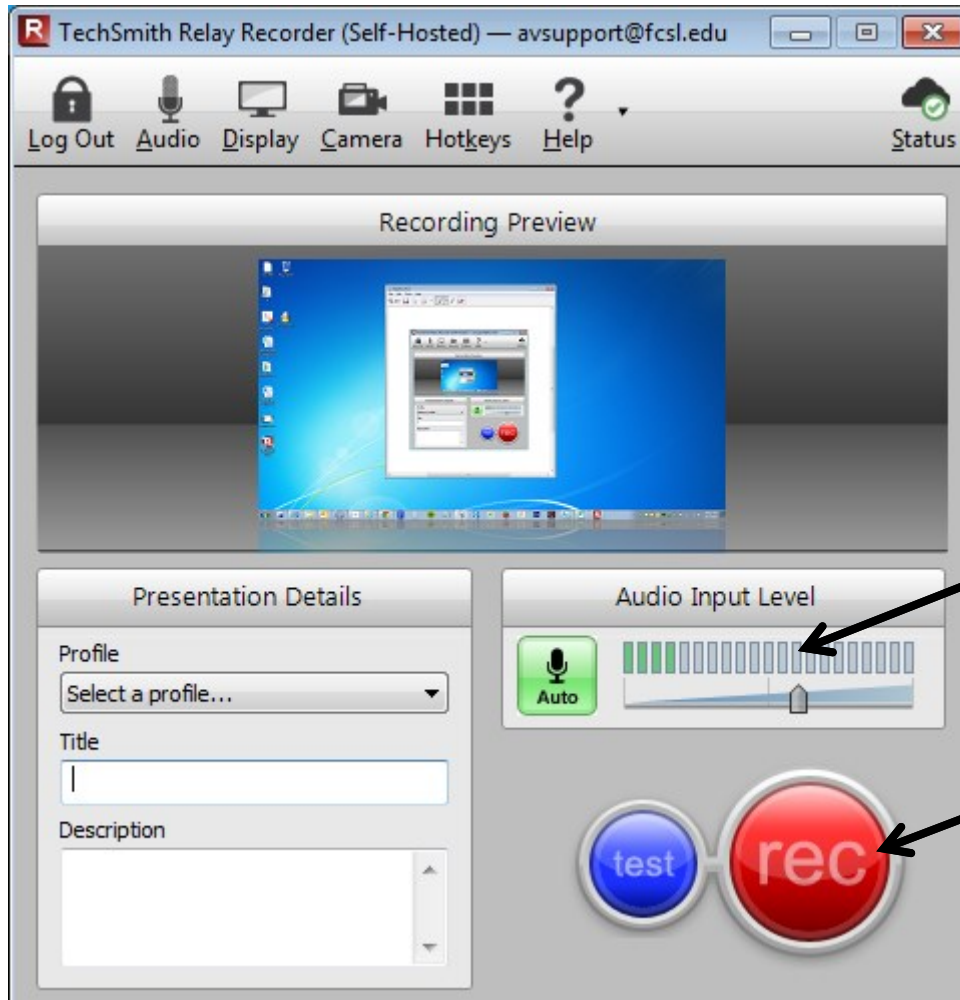 R TechSmith Relay Recorder (Self-Hosted) — avsupport@fcsl.edu
Log Out Audio Display Camera Hotkeys Help Status
Recording Preview
Presentation Details
Profile
Select a profile...
Title
Description
Audio Input Level
Auto
test rec